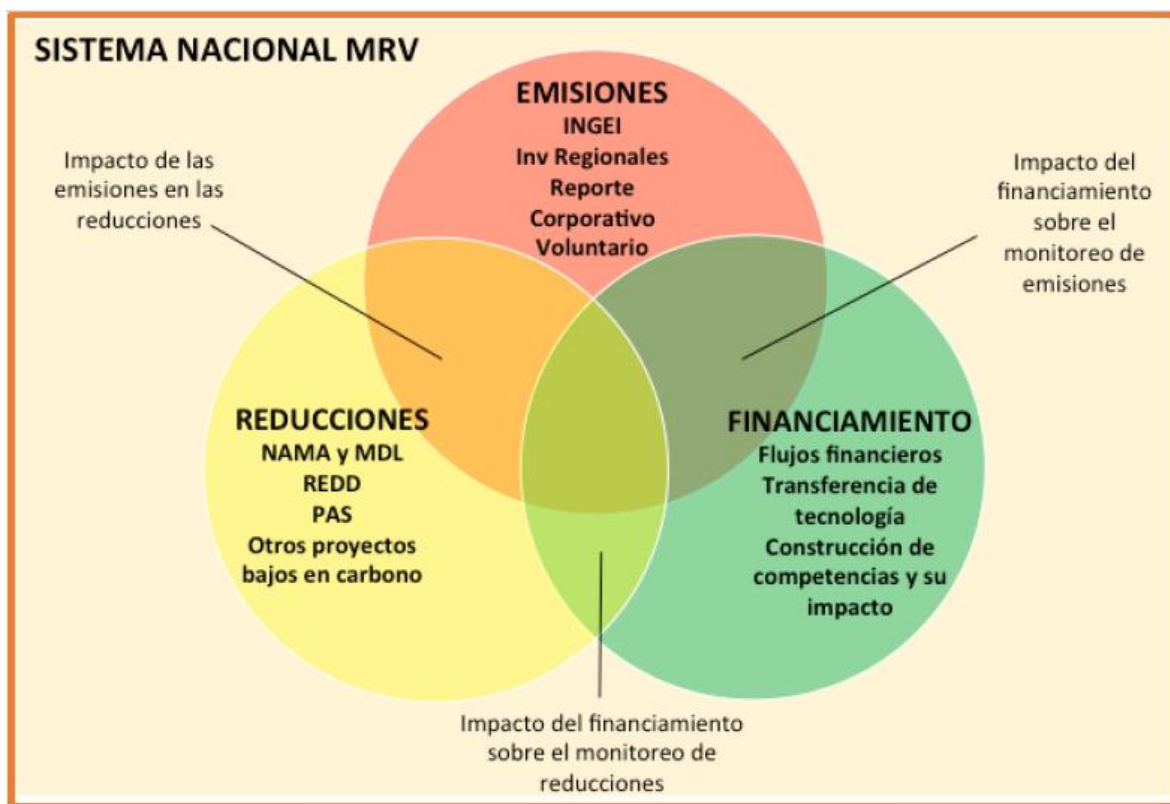 SISTEMA NACIONAL MRV
EMISIONES
INGEI
Inv Regionales
Reporte
Corporativo
Voluntario
Impacto de las
emisiones en las
reducciones
Impacto del
financiamiento
sobre el
monitoreo de
emisiones
REDUCCIONES
NAMA y MDL
REDD
PAS
Otros proyectos
bajos en carbono
FINANCIAMIENTO
Flujos financieros
Transferencia de
tecnología
Construcción de
competencias y su
impacto
Impacto del financiamiento
sobre el monitoreo de
reducciones